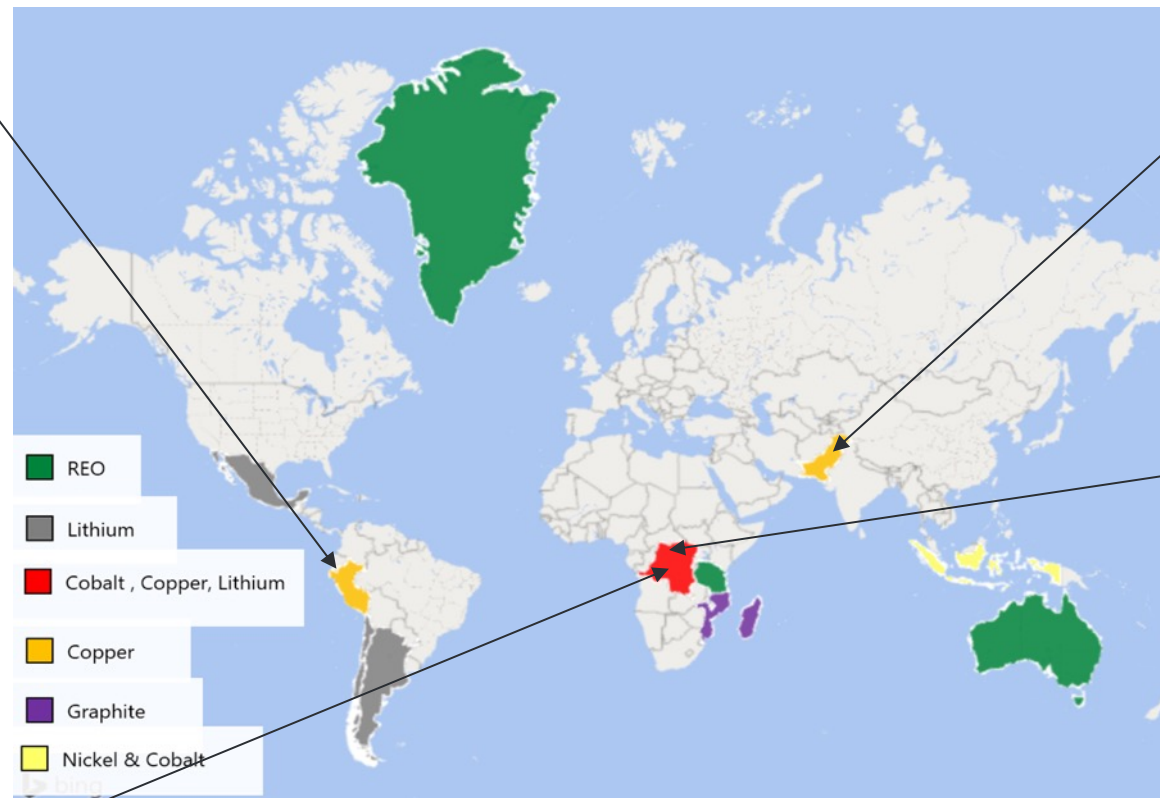 REO
Lithium
Cobalt , Copper, Lithium
Copper
Graphite
Nickel & Cobalt
bing